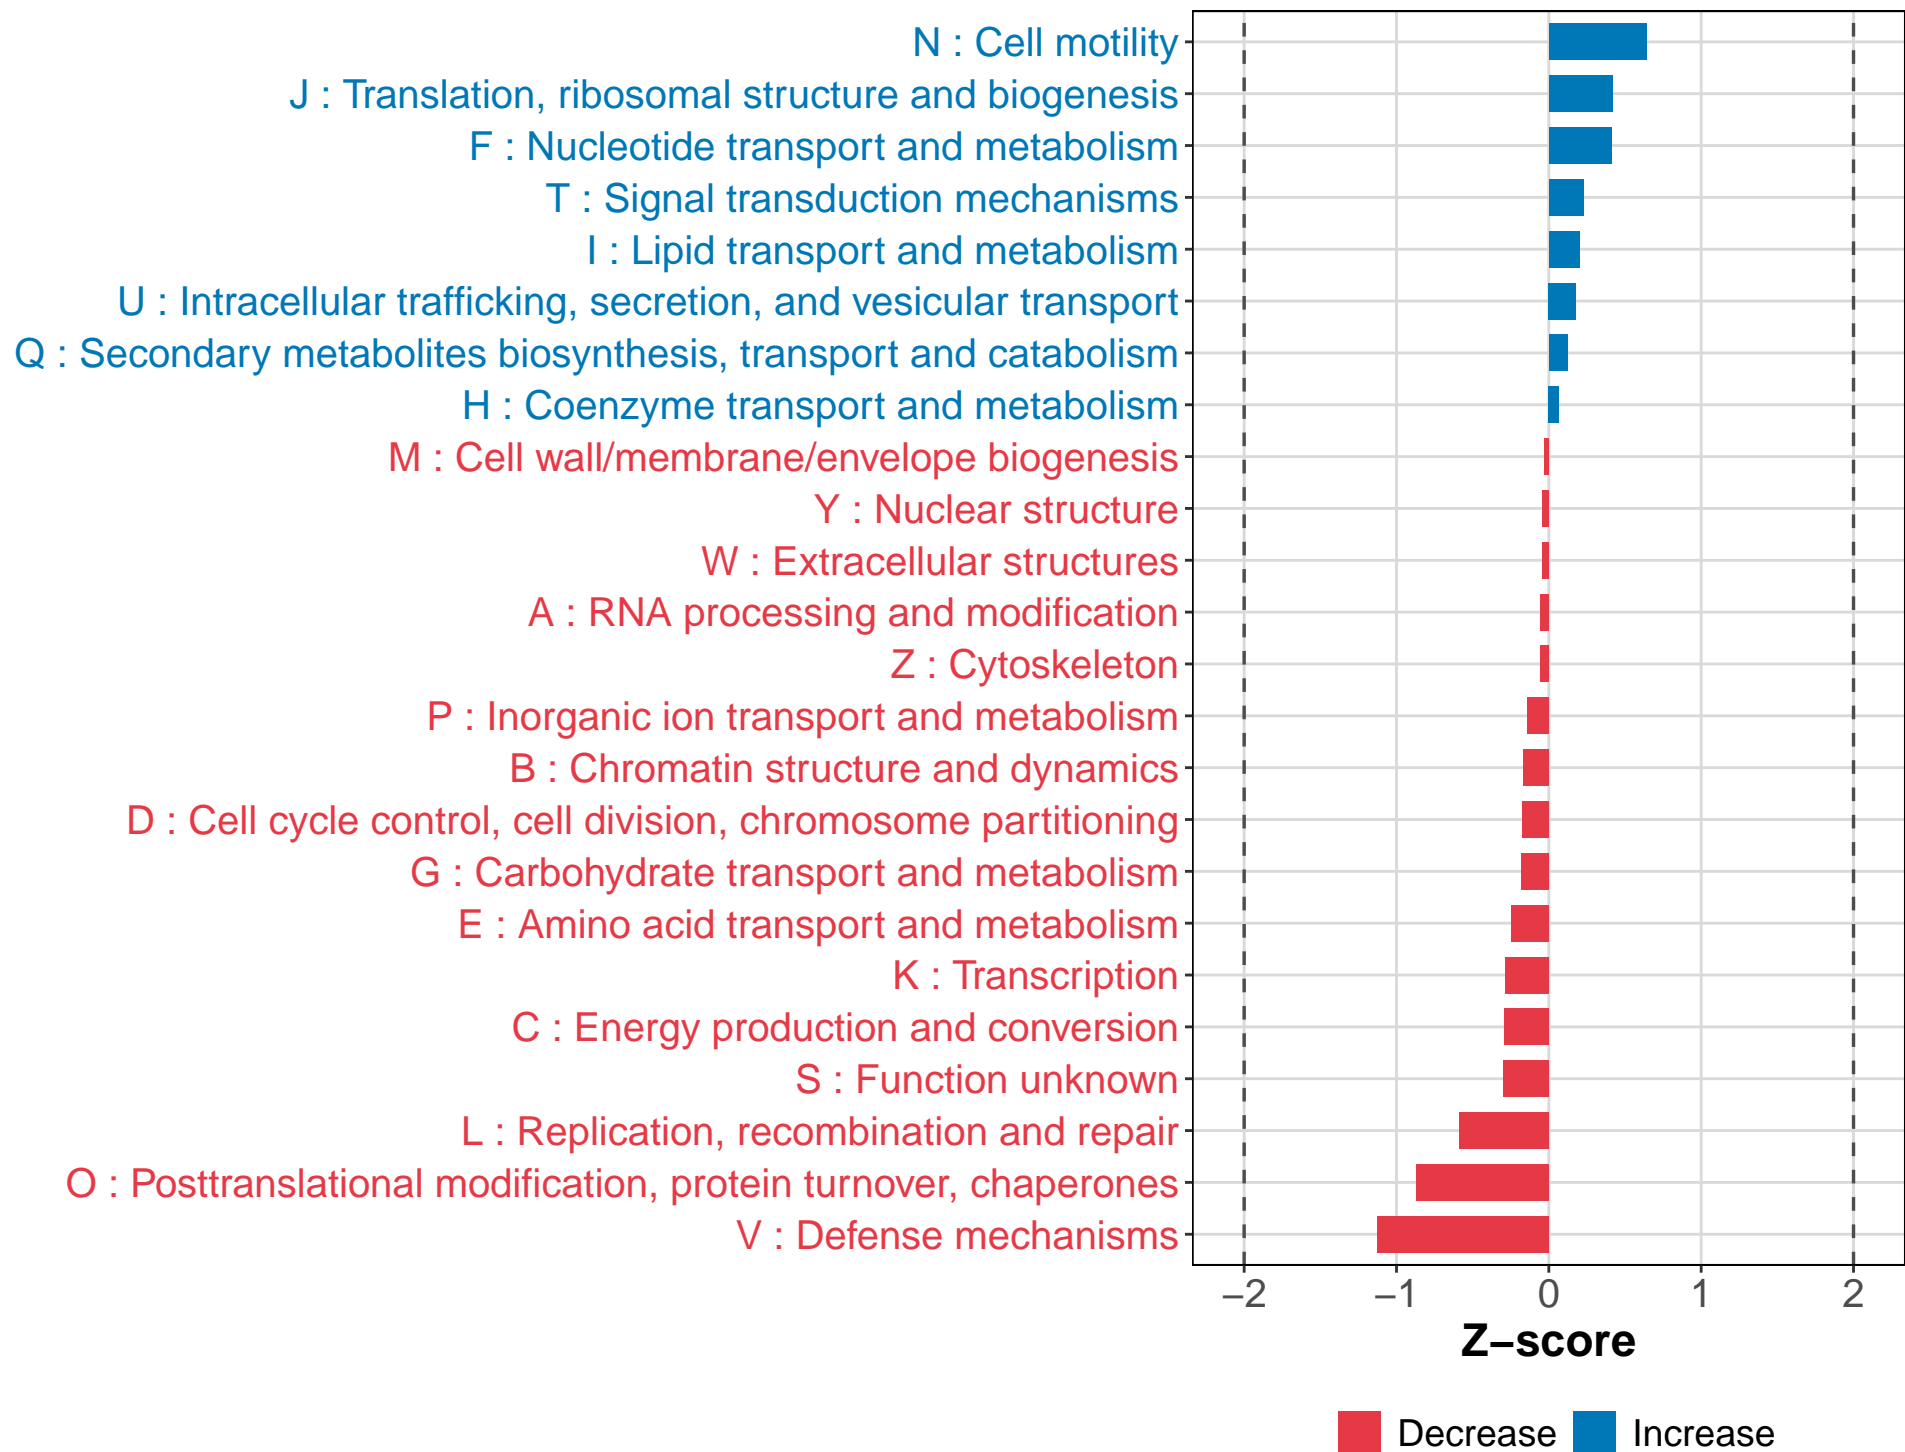 N : Cell motility
J : Translation, ribosomal structure and biogenesis
F : Nucleotide transport and metabolism
T : Signal transduction mechanisms
I : Lipid transport and metabolism
U : Intracellular trafficking, secretion, and vesicular transport
Q : Secondary metabolites biosynthesis, transport and catabolism
H : Coenzyme transport and metabolism
M : Cell wall/membrane/envelope biogenesis
Y : Nuclear structure
W : Extracellular structures
A : RNA processing and modification
Z : Cytoskeleton
P : Inorganic ion transport and metabolism
B : Chromatin structure and dynamics
D : Cell cycle control, cell division, chromosome partitioning
G : Carbohydrate transport and metabolism
E : Amino acid transport and metabolism
K : Transcription
C : Energy production and conversion
S : Function unknown
L : Replication, recombination and repair
O : Posttranslational modification, protein turnover, chaperones
V : Defense mechanisms
−2 −1 0 1 2
Z−score
Decrease Increase